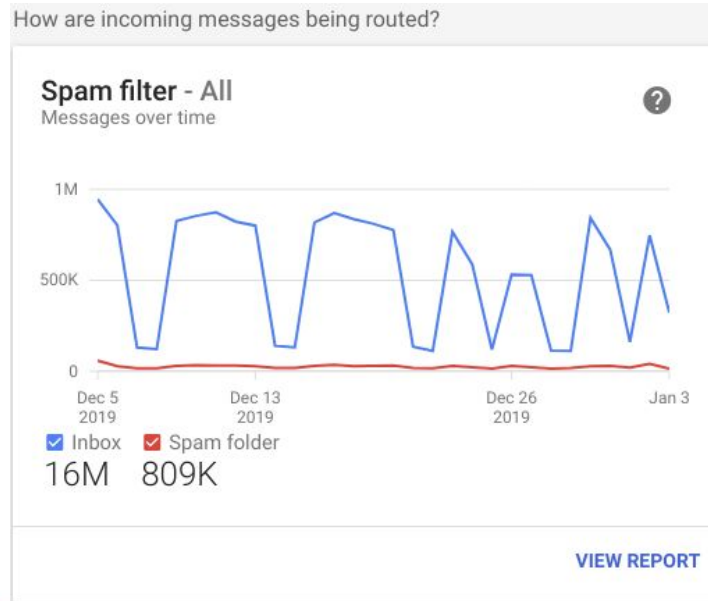 How are incoming messages being routed?
Spam filter - All
Messages over time
1M
500K
0
Dec 5
2019
Dec 13
2019
Dec 26
2019
Jan 3
Inbox
Spam folder
16M
809K
VIEW REPORT